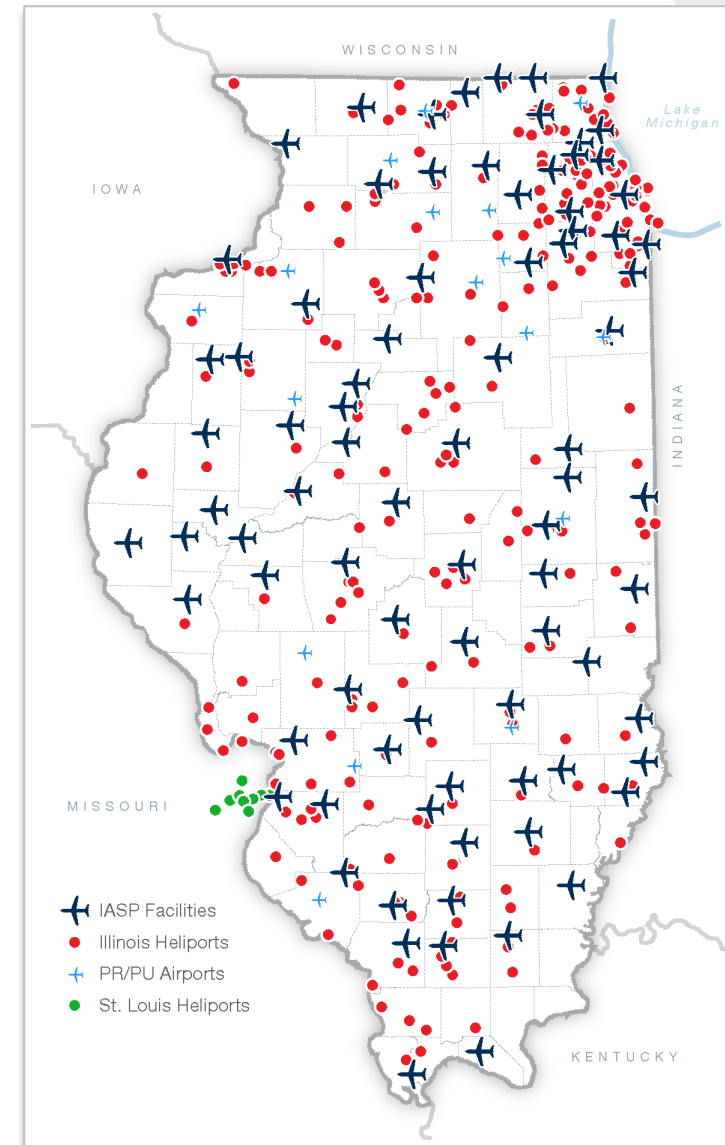 WISCONSIN
Lake
Michigan
IOWA
INDIANA
MISSOURI
IASP Facilities
Illinois Heliports
PR/PU Airports
St. Louis Heliports
KENTUCKY